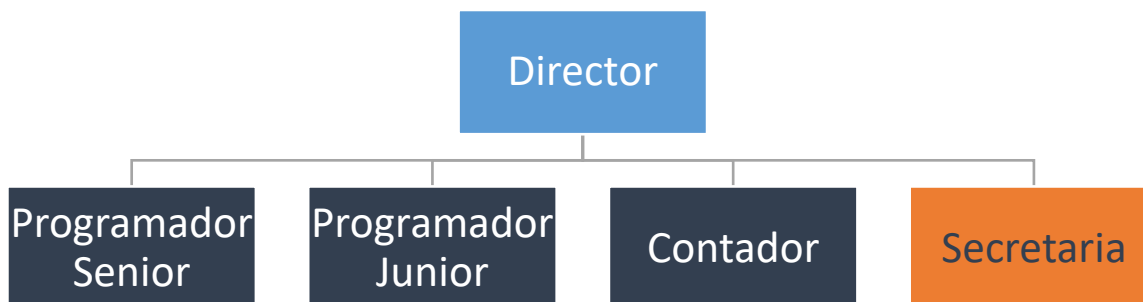 Director
Programador
Senior
Programador
Junior
Contador
Secretaria